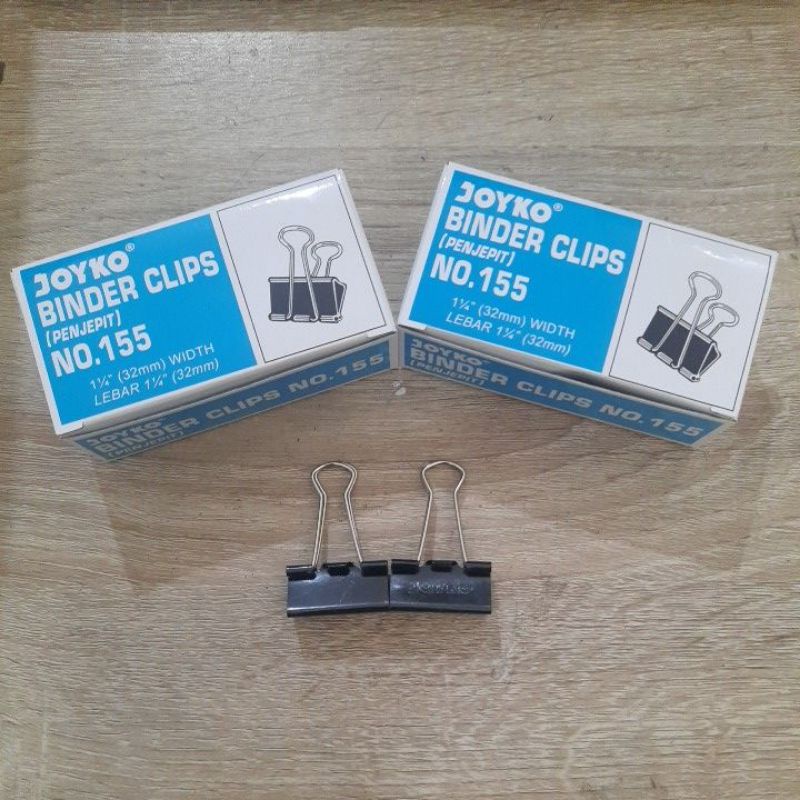 JOYKO®
BINDER CLIPS
(PENJEPIT)
NO.155
1¼" (32mm) WIDTH
LEBAR 1¼" (32mm)
JOYKO
BINDER CLIPS NO.155
(PENJEPIT)
JOYKO®
BINDER CLIPS
(PENJEPIT)
NO.155
1¼" (32mm) WIDTH
LEBAR 1¼" (32mm)
JOYKO
BINDER CLIPS NO.155
(PENJEPIT)